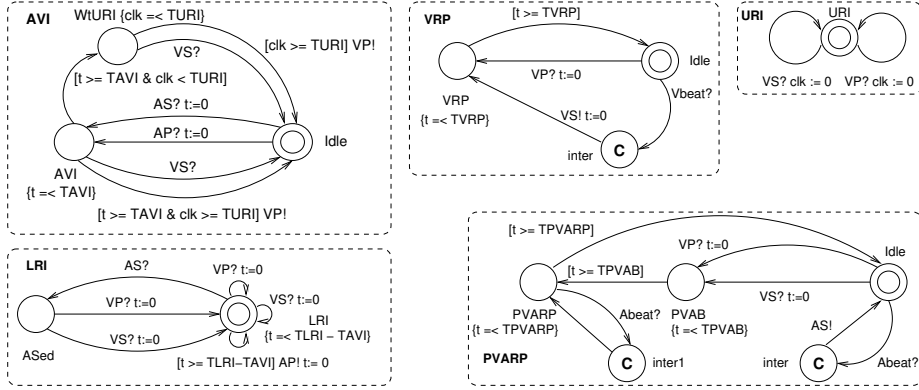 AVI
WtURI {clk =< TURI}
VS?
[clk >= TURI] VP!
[t >= TAVI & clk < TURI]
AS? t:=0
AP? t:=0
Idle
VS?
AVI
{t =< TAVI}
[t >= TAVI & clk >= TURI] VP!
VRP
[t >= TVRP]
Idle
VP? t:=0
Vbeat?
VRP
{t =< TVRP}
VS! t:=0
inter
C
URI
URI
VS? clk := 0
VP? clk := 0
LRI
AS?
VP? t:=0
VP? t:=0
VS? t:=0
LRI
{t =< TLRI – TAVI}
VS? t:=0
ASed
[t >= TLRI–TAVI] AP! t:= 0
[t >= TPVARP]
VP? t:=0
Idle
[t >= TPVAB]
VS? t:=0
PVARP
{t =< TPVARP}
Abeat?
PVAB
{t =< TPVAB}
AS!
PVARP
C
inter1
inter
C
Abeat?